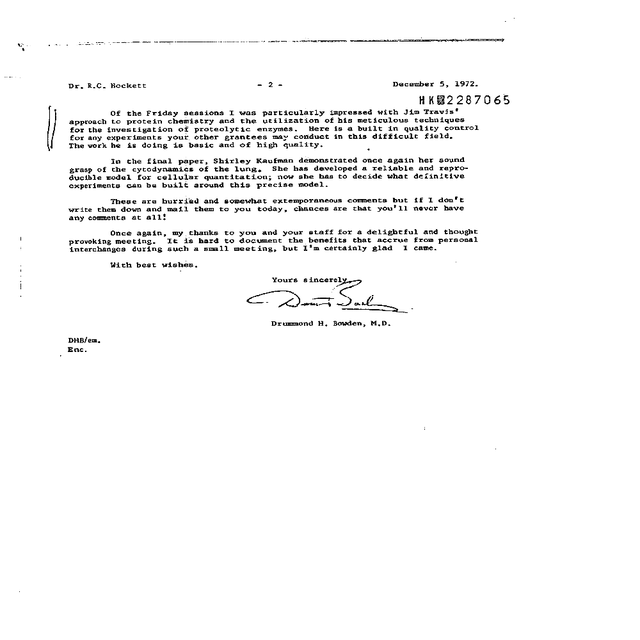 Dr. R.C. Hockett - 2 - December 5, 1972.
HK 2287065
Of the Friday sessions I was particularly impressed with Jim Travis'
approach to protein chemistry and the utilization of his meticulous techniques
for the investigation of proteolytic enzymes. Here is a built in quality control
for any experiments your other grantees may conduct in this difficult field.
The work he is doing is basic and of high quality.
In the final paper, Shirley Kaufman demonstrated once again her sound
grasp of the cytodynamics of the lung. She has developed a reliable and repro-
ducible model for cellular quantitation; now she has to decide what definitive
experiments can be built around this precise model.
These are hurried and somewhat extemporaneous comments but if I don't
write them down and mail them to you today, chances are that you'll never have
any comments at all!
Once again, my thanks to you and your staff for a delightful and thought
provoking meeting. It is hard to document the benefits that accrue from personal
interchanges during such a small meeting, but I'm certainly glad I came.
With best wishes.
Yours sincerely,
Drummond H. Bowden, M.D.
DHB/em.
Enc.